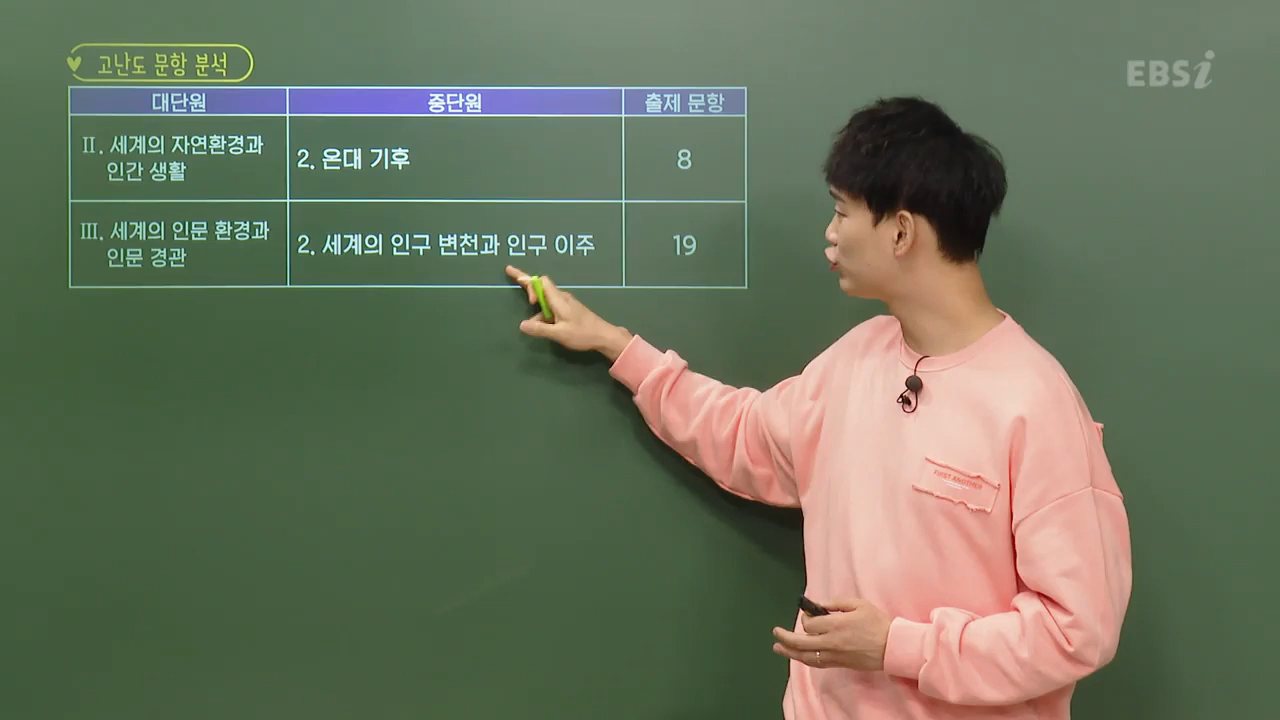 고난도 문항 분석
EBSi
대단원 중단원 출제 문항
Ⅱ. 세계의 자연환경과
인간 생활
2. 온대 기후
8
Ⅲ. 세계의 인문 환경과
인문 경관
2. 세계의 인구 변천과 인구 이주
19
FIRST ANOTHER